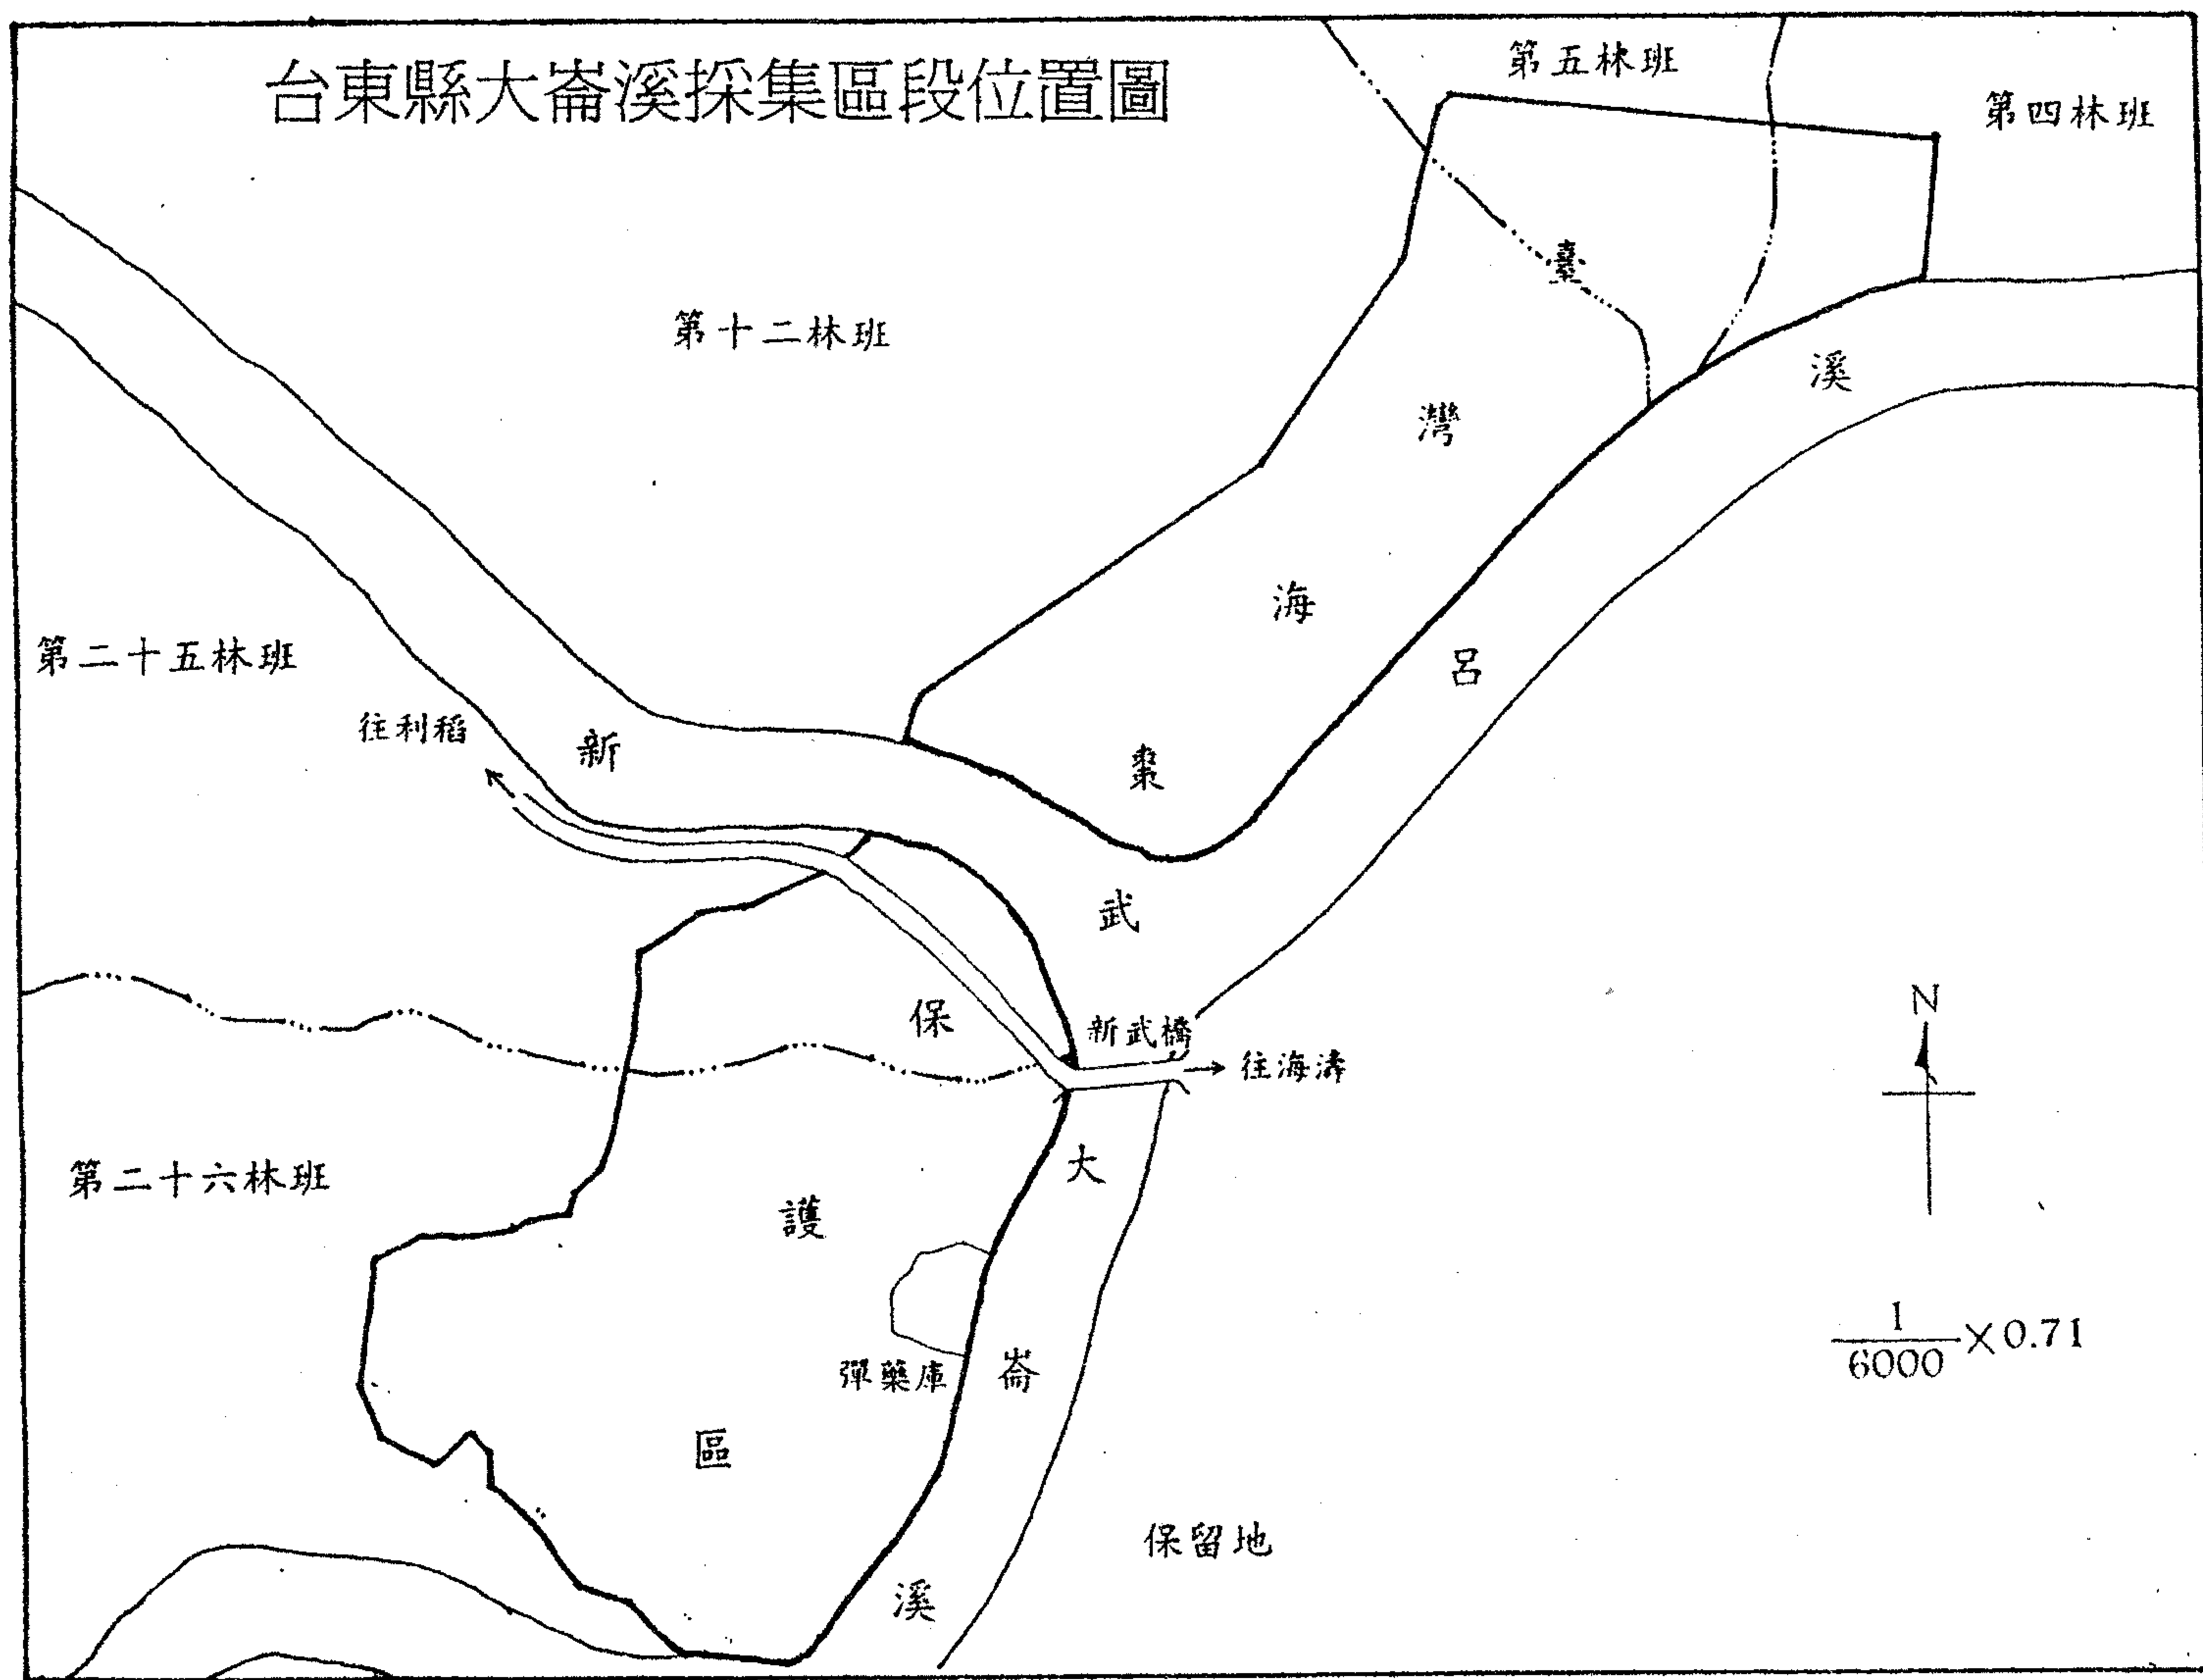 台東縣大崙溪採集區段位置圖
第五林班
第四林班
第十二林班
臺灣海棗
保護區
第二十五林班
往利稻
新武呂溪
新武橋
往海濤
第二十六林班
大崙溪
彈藥庫
保留地
N
1/6000 ×0.71